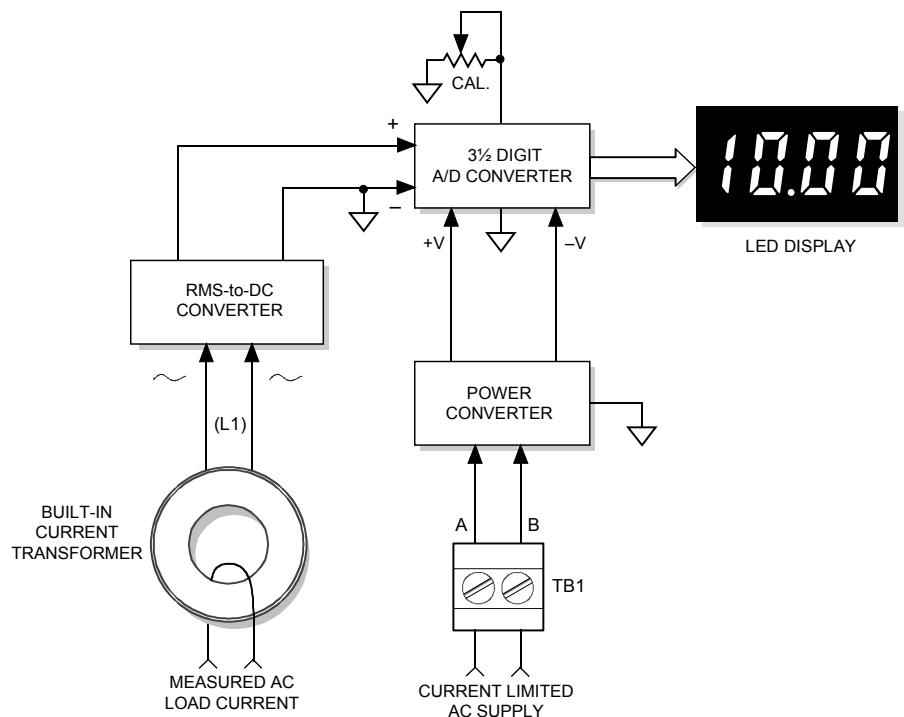 CAL.
+
3½ DIGIT
A/D CONVERTER
–
10.00
LED DISPLAY
+V
–V
RMS-to-DC
CONVERTER
POWER
CONVERTER
(L1)
BUILT-IN
CURRENT
TRANSFORMER
A
B
TB1
MEASURED AC
LOAD CURRENT
CURRENT LIMITED
AC SUPPLY